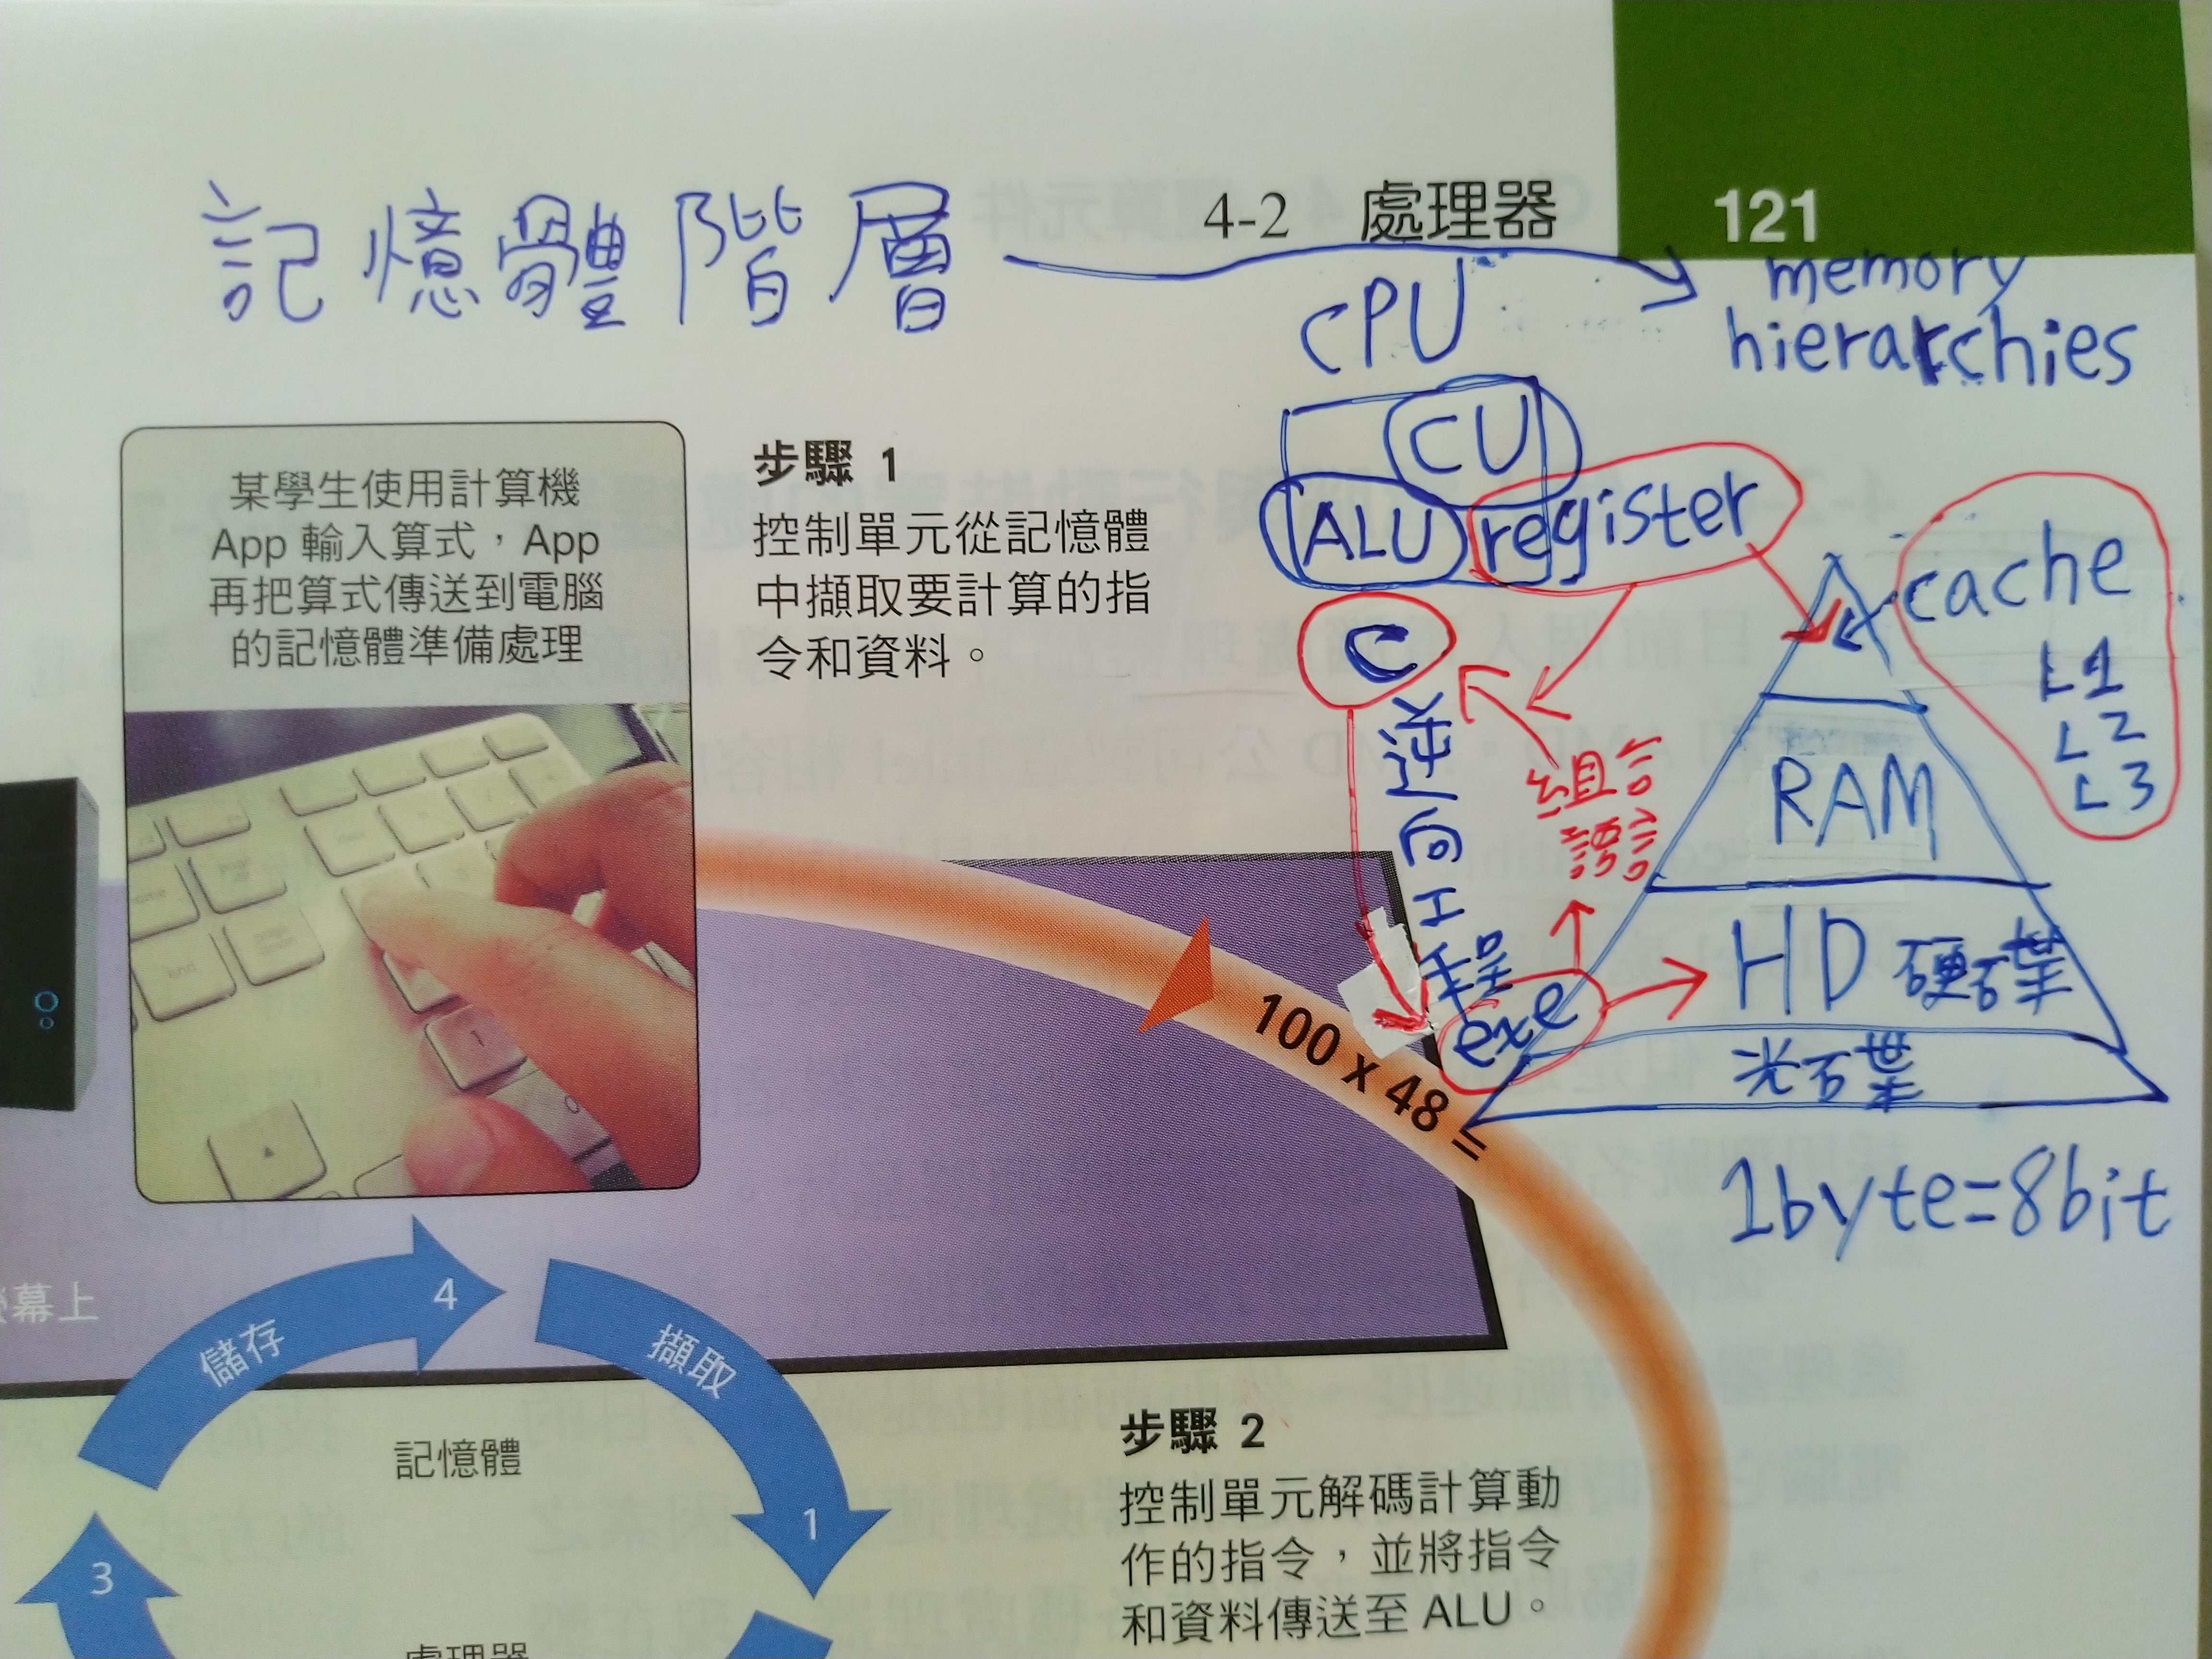 4-2 處理器
121
記憶體階層
memory
hierarchies
CPU
CU
ALU
register
cache
L1
L2
L3
C
逆向工程
組合
語言
exe
RAM
HD 硬碟
光碟
1byte=8bit
某學生使用計算機
App 輸入算式，App
再把算式傳送到電腦
的記憶體準備處理
步驟 1
控制單元從記憶體
中擷取要計算的指
令和資料。
100 x 48 =
幕上
儲存
4
擷取
1
3
記憶體
處理器
步驟 2
控制單元解碼計算動
作的指令，並將指令
和資料傳送至 ALU。